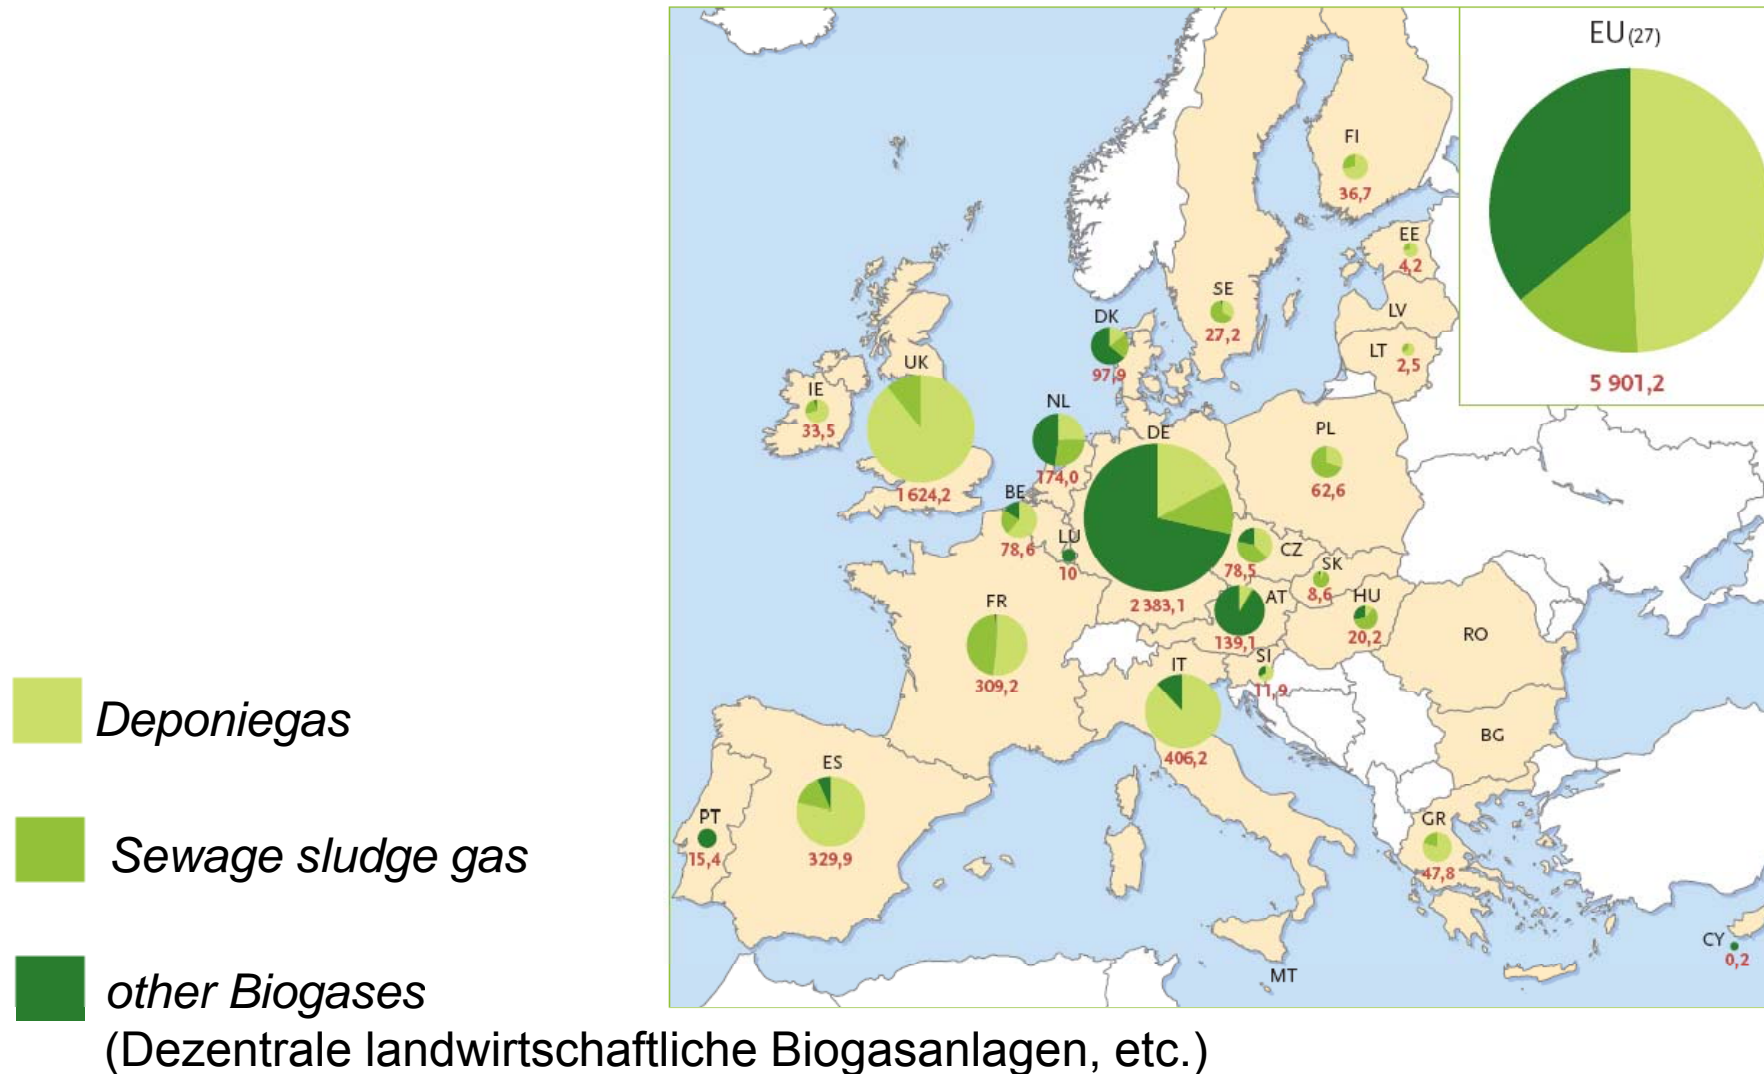 EU(27)
5 901,2
FI
36,7
EE
4,2
SE
27,2
LV
DK
97,9
LT
2,5
UK
1 624,2
IE
33,5
NL
174,0
DE
2 383,1
PL
62,6
BE
78,6
LU
10
CZ
78,5
SK
8,6
AT
139,1
HU
20,2
FR
309,2
RO
SI
11,9
IT
406,2
BG
ES
329,9
PT
15,4
GR
47,8
CY
0,2
MT
Deponiegas
Sewage sludge gas
other Biogases
(Dezentrale landwirtschaftliche Biogasanlagen, etc.)